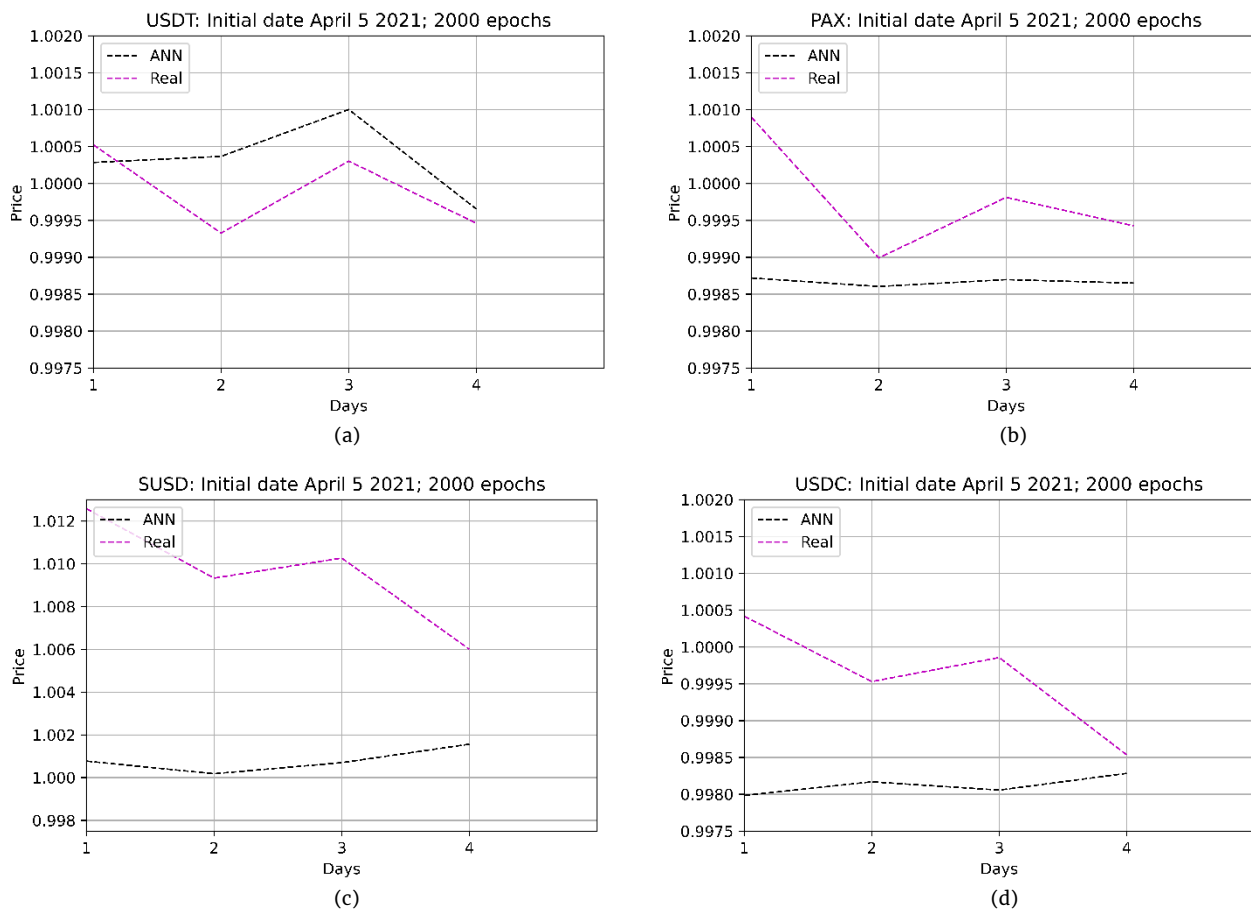 USDT: Initial date April 5 2021; 2000 epochs
1.0020
1.0015
1.0010
1.0005
1.0000
0.9995
0.9990
0.9985
0.9980
0.9975
Price
ANN
Real
1 2 3 4
Days
(a)
PAX: Initial date April 5 2021; 2000 epochs
1.0020
1.0015
1.0010
1.0005
1.0000
0.9995
0.9990
0.9985
0.9980
0.9975
Price
ANN
Real
1 2 3 4
Days
(b)
SUSD: Initial date April 5 2021; 2000 epochs
1.012
1.010
1.008
1.006
1.004
1.002
1.000
0.998
Price
ANN
Real
1 2 3 4
Days
(c)
USDC: Initial date April 5 2021; 2000 epochs
1.0020
1.0015
1.0010
1.0005
1.0000
0.9995
0.9990
0.9985
0.9980
0.9975
Price
ANN
Real
1 2 3 4
Days
(d)